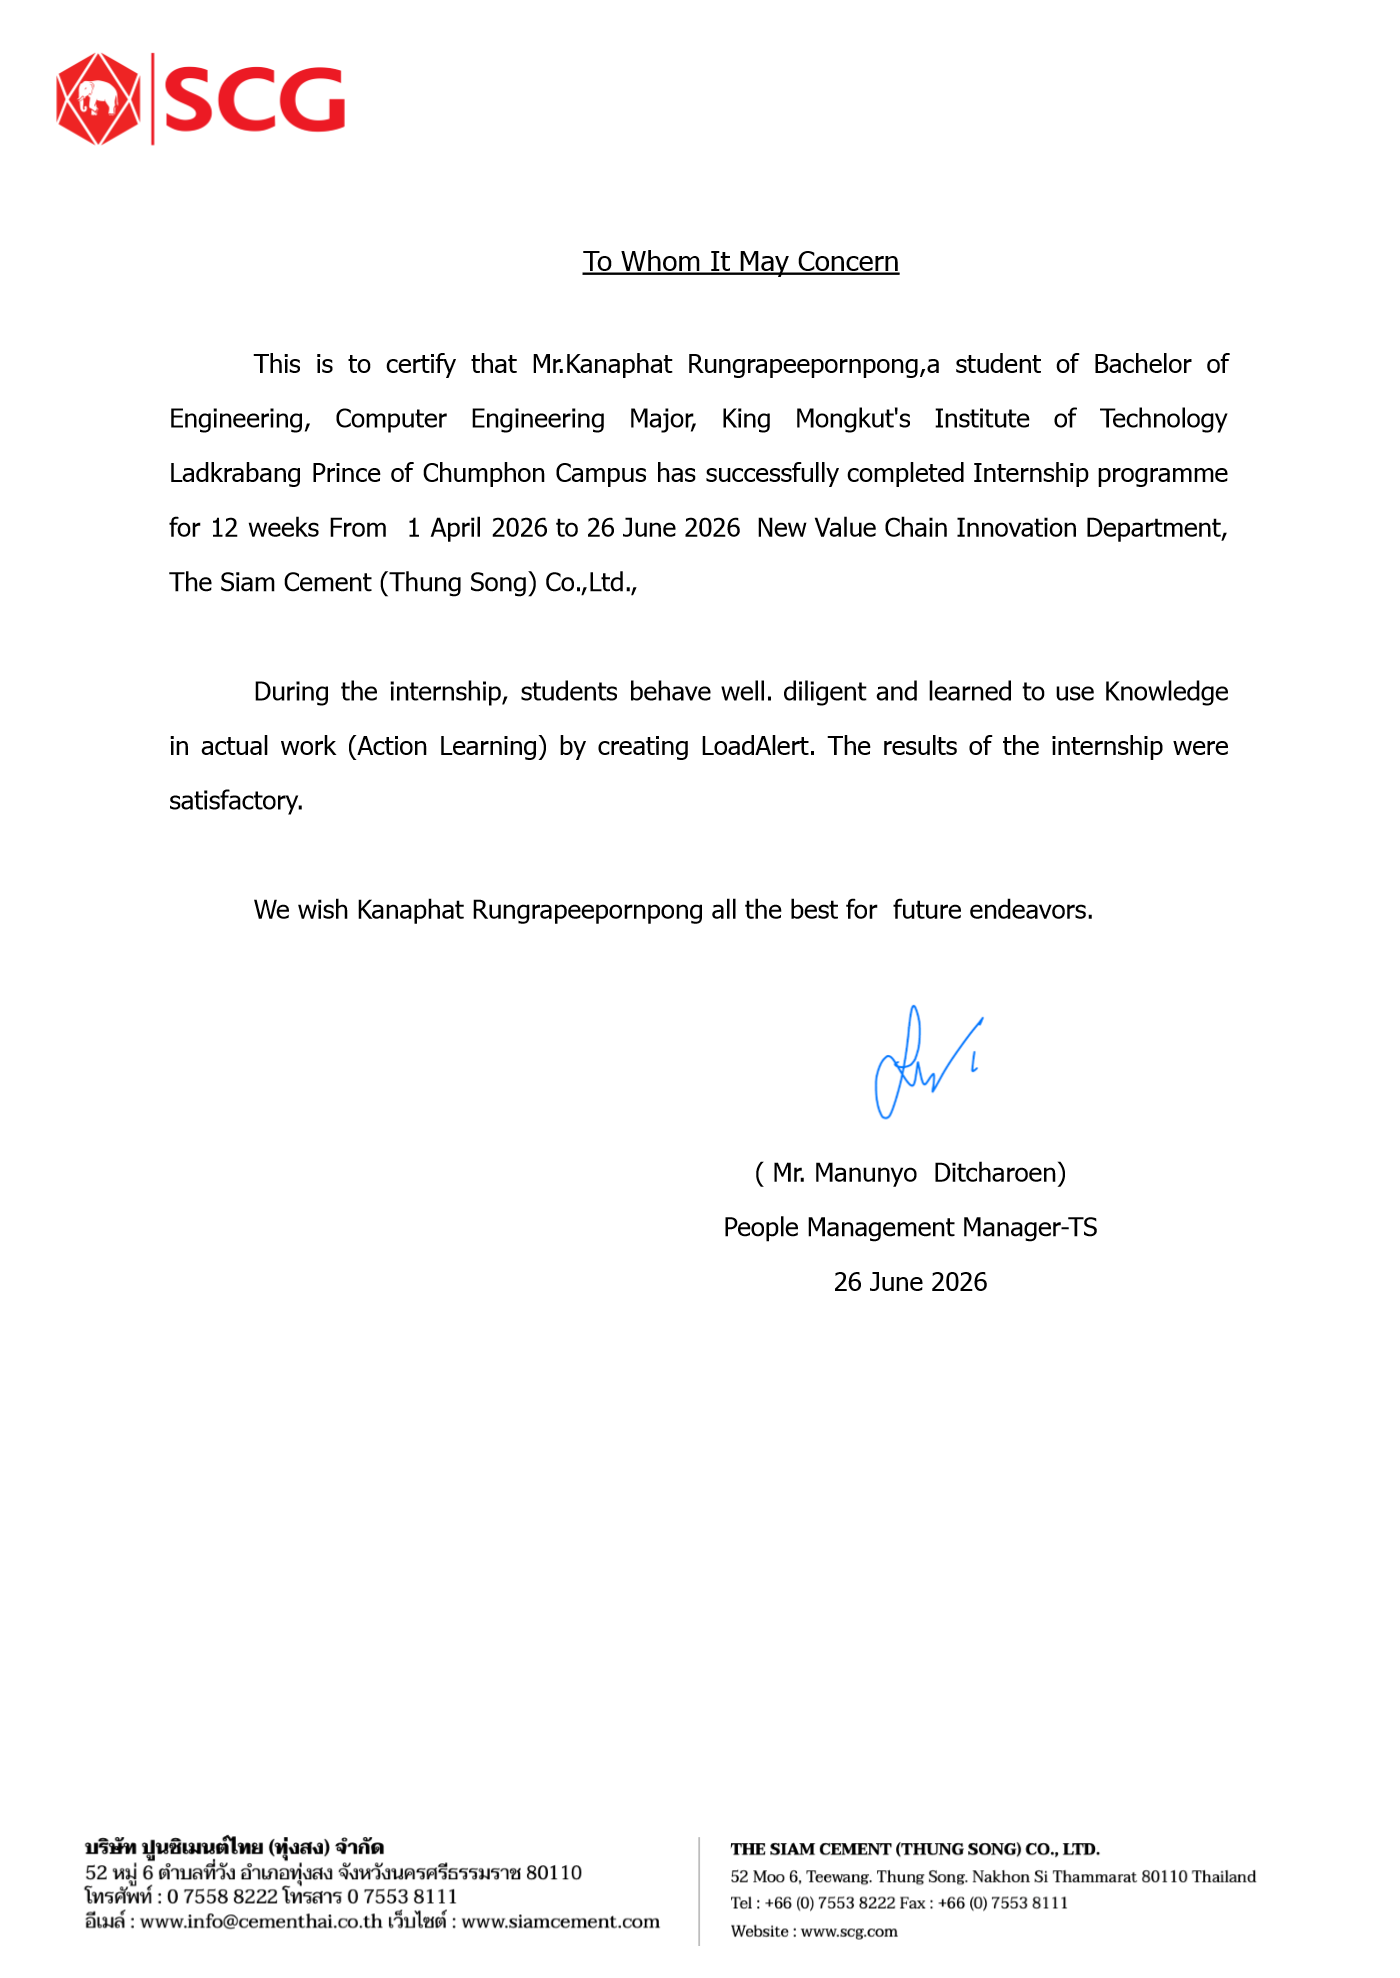 SCG
To Whom It May Concern
This is to certify that Mr.Kanaphat Rungrapeepornpong,a student of Bachelor of
Engineering, Computer Engineering Major, King Mongkut's Institute of Technology
Ladkrabang Prince of Chumphon Campus has successfully completed Internship programme
for 12 weeks From  1 April 2026 to 26 June 2026  New Value Chain Innovation Department,
The Siam Cement (Thung Song) Co.,Ltd.,
During the internship, students behave well. diligent and learned to use Knowledge
in actual work (Action Learning) by creating LoadAlert. The results of the internship were
satisfactory.
We wish Kanaphat Rungrapeepornpong all the best for  future endeavors.
( Mr. Manunyo  Ditcharoen)
People Management Manager-TS
26 June 2026
บริษัท ปูนซิเมนต์ไทย (ทุ่งสง) จำกัด
52 หมู่ 6 ตำบลที่วัง อำเภอทุ่งสง จังหวังนครศรีธรรมราช 80110
โทรศัพท์ : 0 7558 8222 โทรสาร 0 7553 8111
อีเมล์ : www.info@cementhai.co.th เว็บไซต์ : www.siamcement.com
THE SIAM CEMENT (THUNG SONG) CO., LTD.
52 Moo 6, Teewang. Thung Song. Nakhon Si Thammarat 80110 Thailand
Tel : +66 (0) 7553 8222 Fax : +66 (0) 7553 8111
Website : www.scg.com